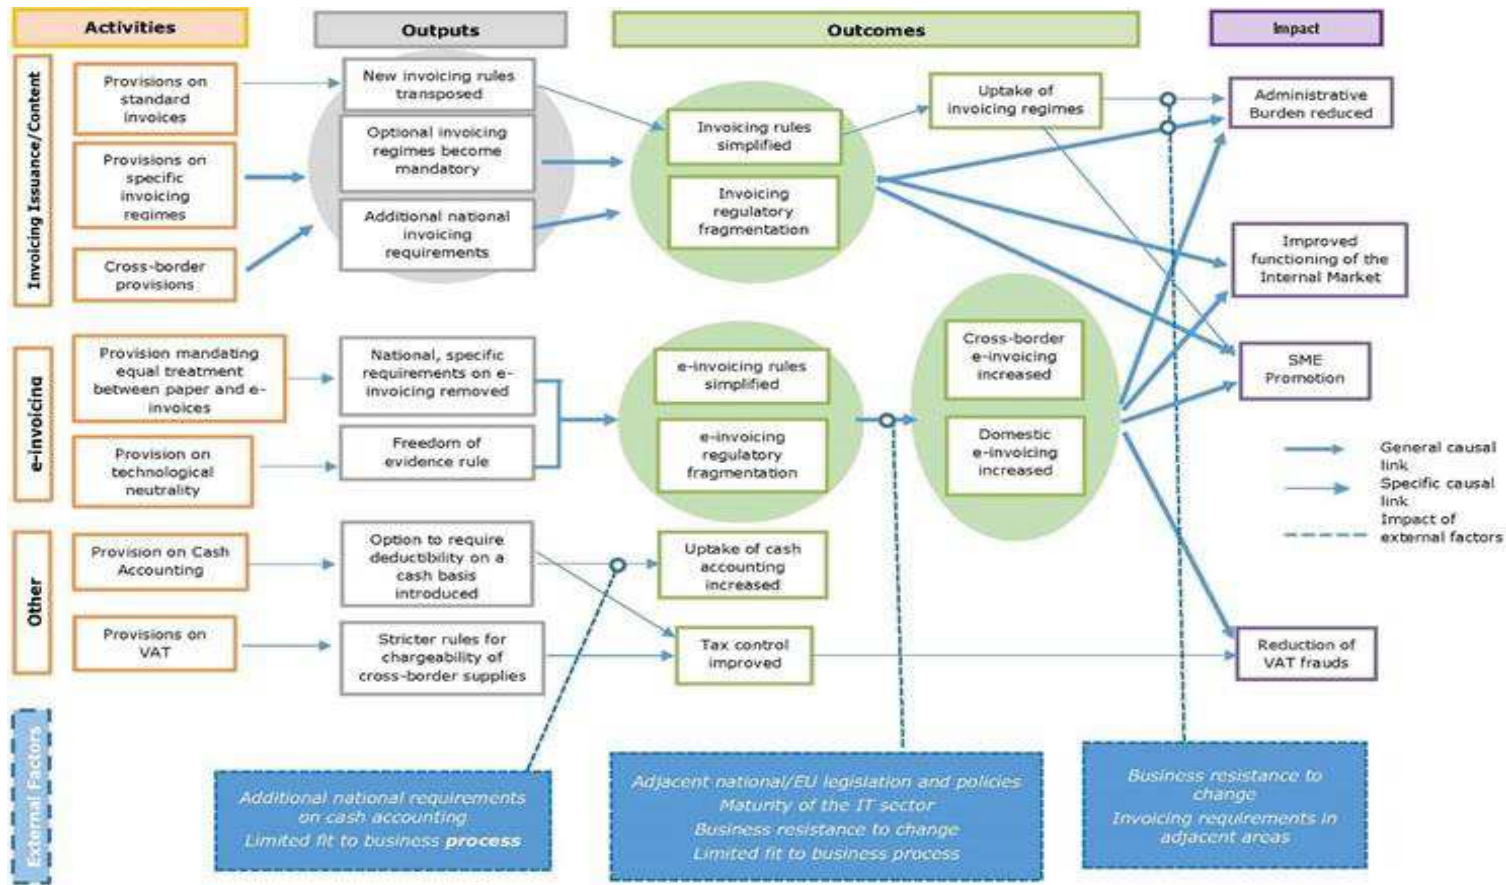 Activities
Outputs
Outcomes
Impact
Invoicing Issuance/Content
Provisions on
standard
invoices
Provisions on
specific
invoicing
regimes
Cross-border
provisions
New invoicing rules
transposed
Optional invoicing
regimes become
mandatory
Additional national
invoicing
requirements
Invoicing rules
simplified
Invoicing
regulatory
fragmentation
Uptake of
invoicing regimes
Administrative
Burden reduced
Improved
functioning of the
Internal Market
SME
Promotion
e-invoicing
Provision mandating
equal treatment
between paper and e-
invoices
Provision on
technological
neutrality
National, specific
requirements on e-
invoicing removed
Freedom of
evidence rule
e-invoicing rules
simplified
e-invoicing
regulatory
fragmentation
Cross-border
e-invoicing
increased
Domestic
e-invoicing
increased
General causal
link
Specific causal
link
Impact of
external factors
Other
Provision on Cash
Accounting
Provisions on
VAT
Option to require
deductibility on a
cash basis
introduced
Stricter rules for
chargeability of
cross-border supplies
Uptake of cash
accounting
increased
Tax control
improved
Reduction of
VAT frauds
External Factors
Additional national requirements
on cash accounting
Limited fit to business process
Adjacent national/EU legislation and policies
Maturity of the IT sector
Business resistance to change
Limited fit to business process
Business resistance to
change
Invoicing requirements in
adjacent areas